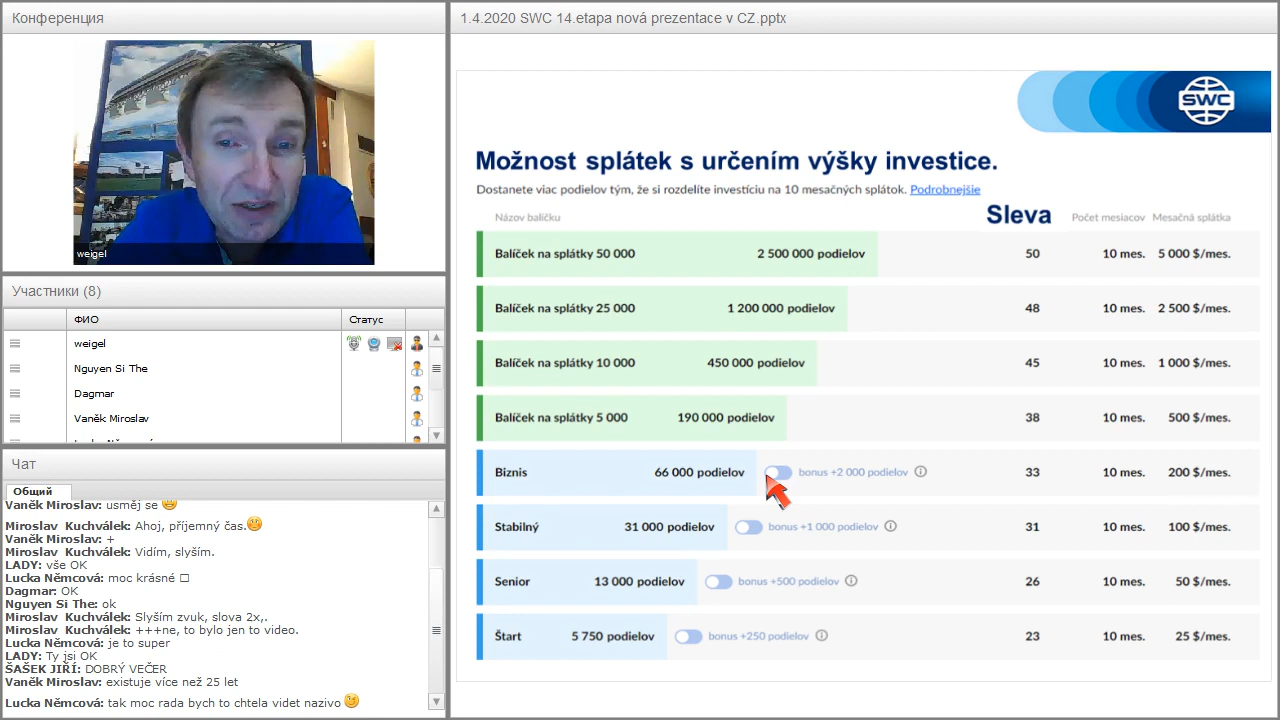 Конференция
weigel
Участники (8)
ФИО Статус
weigel
Nguyen Si The
Dagmar
Vaněk Miroslav
Чат
Общий
Vaněk Miroslav: usměj se
Miroslav Kuchválek: Ahoj, příjemný čas.
Vaněk Miroslav: +
Miroslav Kuchválek: Vidím, slyším.
LADY: vše OK
Lucka Němcová: moc krásné □
Dagmar: OK
Nguyen Si The: ok
Miroslav Kuchválek: Slyším zvuk, slova 2x,.
Miroslav Kuchválek: +++ne, to bylo jen to video.
Lucka Němcová: je to super
LADY: Ty jsi OK
ŠAŠEK JIŘÍ: DOBRÝ VEČER
Vaněk Miroslav: existuje více než 25 let
Lucka Němcová: tak moc rada bych to chtela videt nazivo
1.4.2020 SWC 14.etapa nová prezentace v CZ.pptx
SWC
Možnost splátek s určením výšky investice.
Dostanete viac podielov tým, že si rozdelíte investíciu na 10 mesačných splátok. Podrobnejšie
Názov balíčku Sleva Počet mesiacov Mesačná splátka
Balíček na splátky 50 000 2 500 000 podielov 50 10 mes. 5 000 $/mes.
Balíček na splátky 25 000 1 200 000 podielov 48 10 mes. 2 500 $/mes.
Balíček na splátky 10 000 450 000 podielov 45 10 mes. 1 000 $/mes.
Balíček na splátky 5 000 190 000 podielov 38 10 mes. 500 $/mes.
Biznis 66 000 podielov bonus +2 000 podielov 33 10 mes. 200 $/mes.
Stabilný 31 000 podielov bonus +1 000 podielov 31 10 mes. 100 $/mes.
Senior 13 000 podielov bonus +500 podielov 26 10 mes. 50 $/mes.
Štart 5 750 podielov bonus +250 podielov 23 10 mes. 25 $/mes.